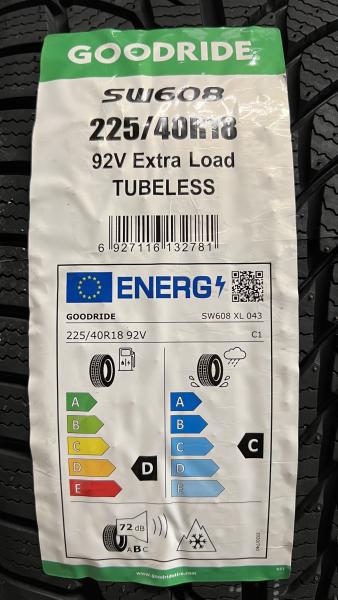 GOODRIDE
SW608
225/40R18
92V Extra Load
TUBELESS
6 927116 132781
ENERG
GOODRIDE SW608 XL 043
225/40R18 92V C1
A A
B B
C C C
D D D
E E
72 dB
ABC
www.goodridetire.com